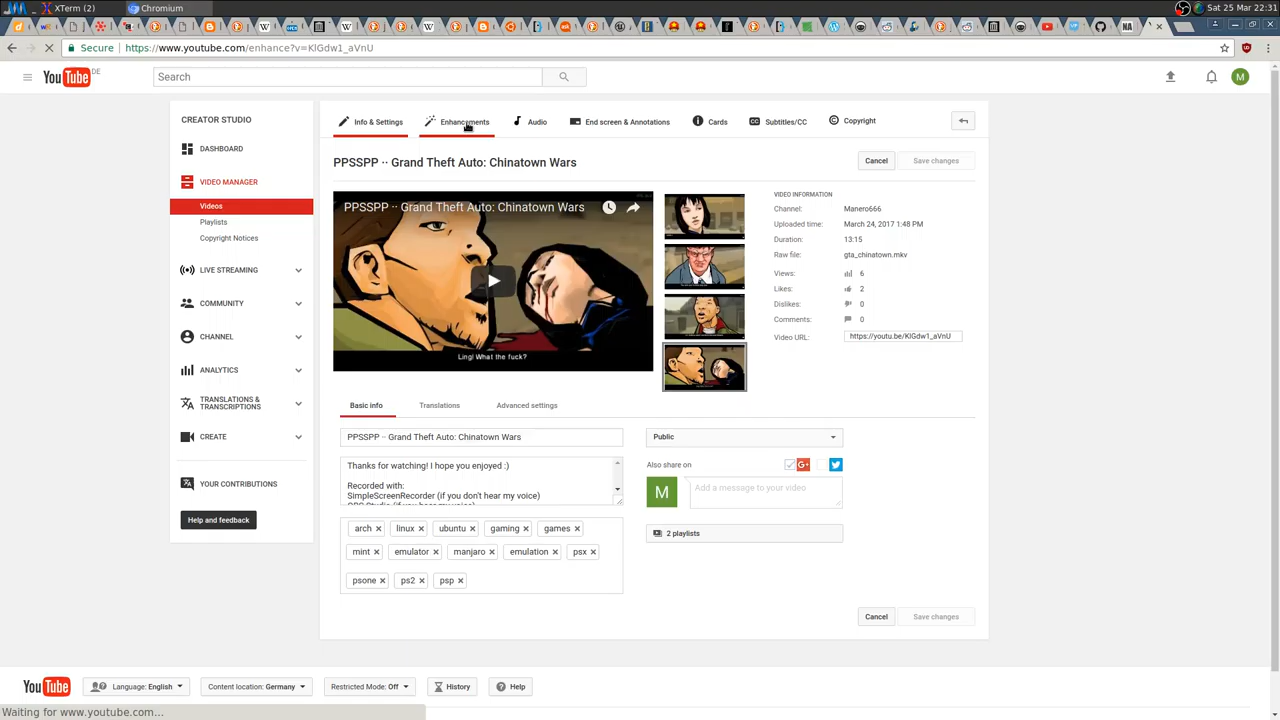 XTerm (2)
Chromium
Sat 25 Mar 22:31
Secure
https://www.youtube.com/enhance?v=KlGdw1_aVnU
YouTube DE
Search
M
CREATOR STUDIO
DASHBOARD
VIDEO MANAGER
Videos
Playlists
Copyright Notices
LIVE STREAMING
COMMUNITY
CHANNEL
ANALYTICS
TRANSLATIONS &
TRANSCRIPTIONS
CREATE
YOUR CONTRIBUTIONS
Help and feedback
Info & Settings
Enhancements
Audio
End screen & Annotations
Cards
CC Subtitles/CC
Copyright
PPSSPP ·· Grand Theft Auto: Chinatown Wars
Cancel
Save changes
PPSSPP ·· Grand Theft Auto: Chinatown Wars
Ling! What the fuck?
VIDEO INFORMATION
Channel: Manero666
Uploaded time: March 24, 2017 1:48 PM
Duration: 13:15
Raw file: gta_chinatown.mkv
Views: 6
Likes: 2
Dislikes: 0
Comments: 0
Video URL: https://youtu.be/KlGdw1_aVnU
Basic info
Translations
Advanced settings
PPSSPP ·· Grand Theft Auto: Chinatown Wars
Thanks for watching! I hope you enjoyed :)
Recorded with:
SimpleScreenRecorder (if you don't hear my voice)
arch linux ubuntu gaming games
mint emulator manjaro emulation psx
psone ps2 psp
Public
Also share on
G+
M
Add a message to your video
2 playlists
Cancel
Save changes
YouTube
Language: English
Content location: Germany
Restricted Mode: Off
History
Help
Waiting for www.youtube.com...